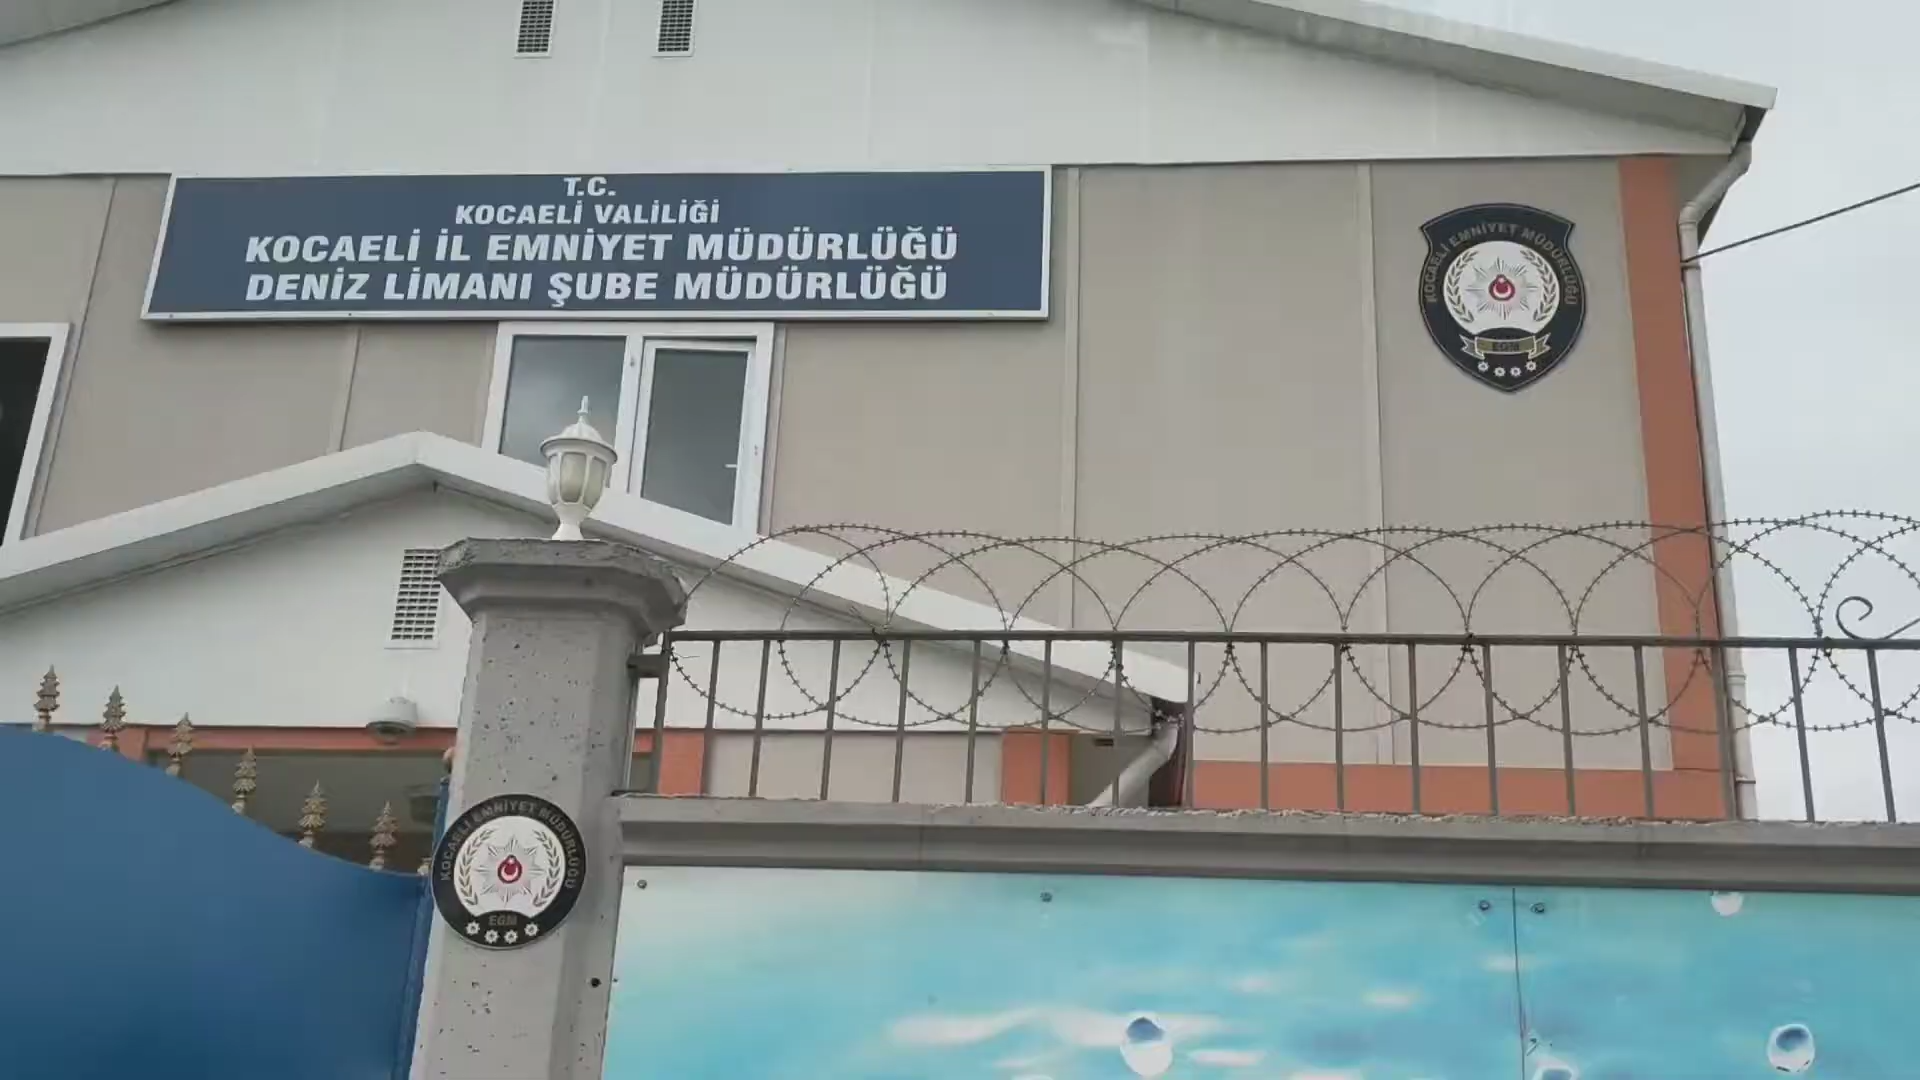 T.C.
KOCAELİ VALİLİĞİ
KOCAELİ İL EMNİYET MÜDÜRLÜĞÜ
DENİZ LİMANI ŞUBE MÜDÜRLÜĞÜ
KOCAELİ EMNİYET MÜDÜRLÜĞÜ
EGM
KOCAELİ EMNİYET MÜDÜRLÜĞÜ
EGM